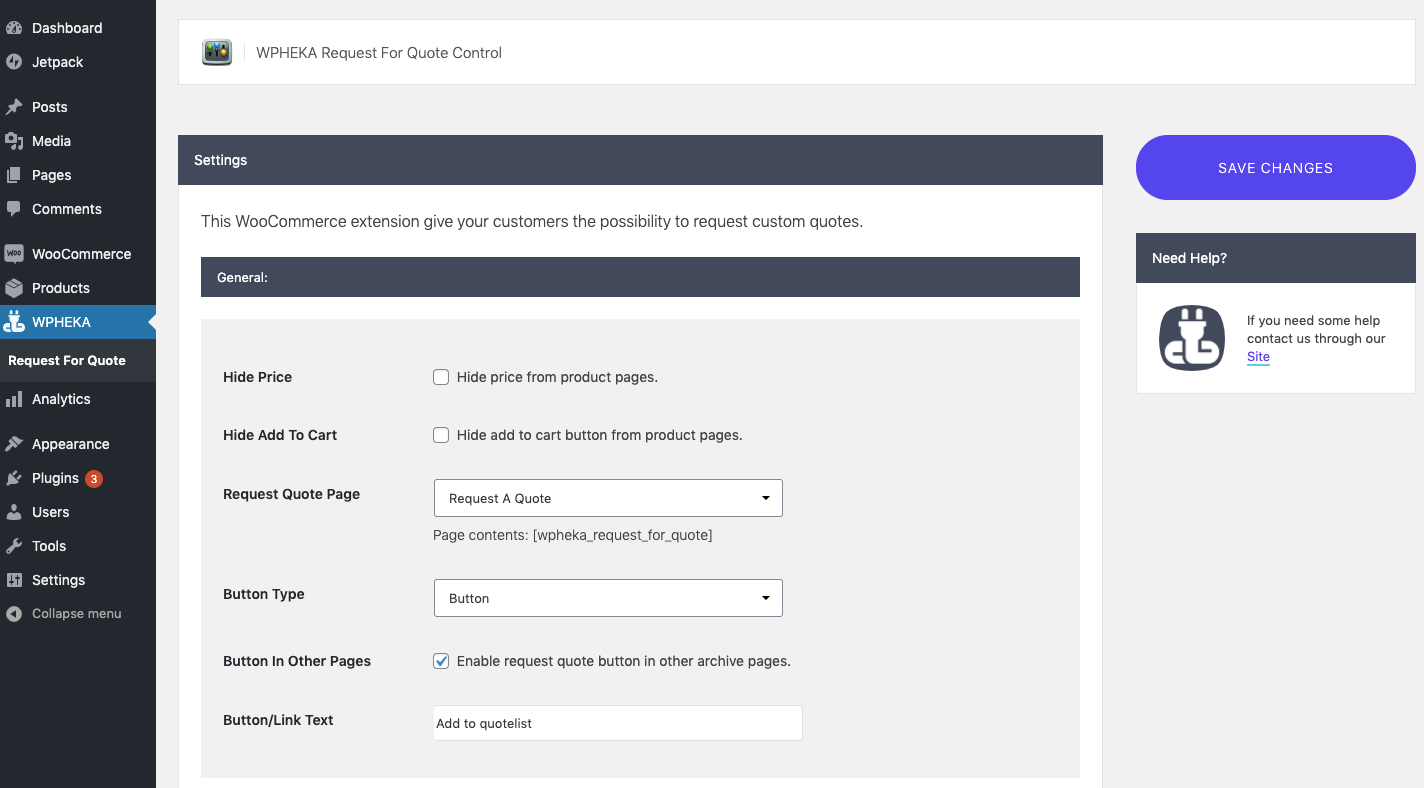 Dashboard
Jetpack
Posts
Media
Pages
Comments
WooCommerce
Products
WPHEKA
Request For Quote
Analytics
Appearance
Plugins 3
Users
Tools
Settings
Collapse menu
WPHEKA Request For Quote Control
Settings
This WooCommerce extension give your customers the possibility to request custom quotes.
General:
Hide Price
Hide price from product pages.
Hide Add To Cart
Hide add to cart button from product pages.
Request Quote Page
Request A Quote
Page contents: [wpheka_request_for_quote]
Button Type
Button
Button In Other Pages
Enable request quote button in other archive pages.
Button/Link Text
Add to quotelist
SAVE CHANGES
Need Help?
If you need some help
contact us through our
Site